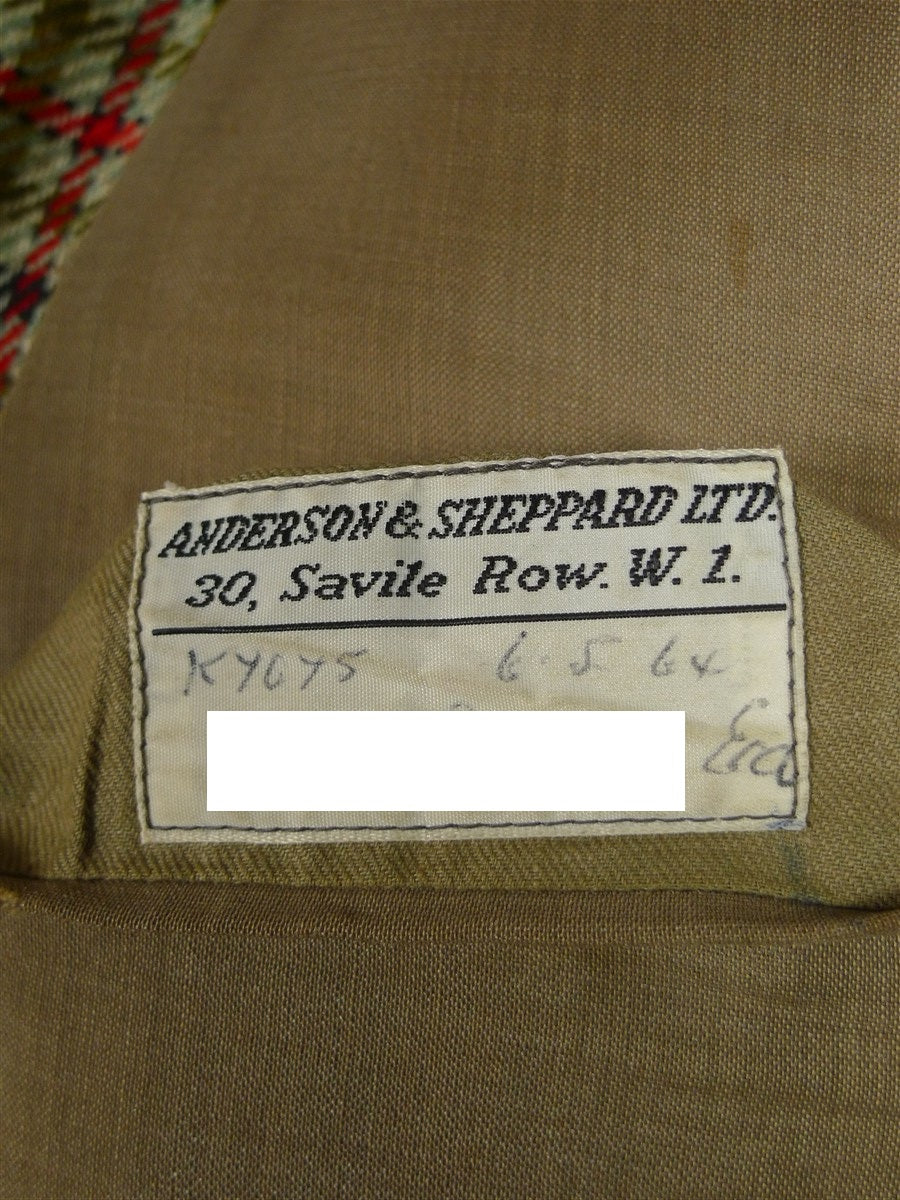 ANDERSON & SHEPPARD LTD.
30, Savile Row. W. 1.
6.5 64